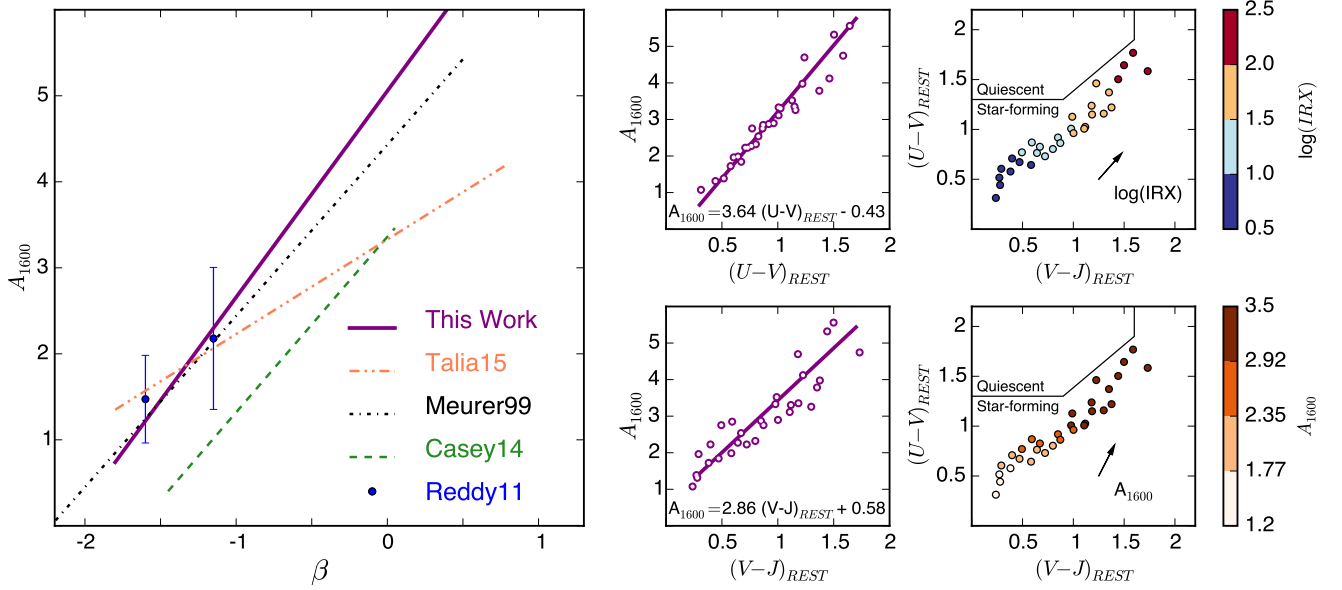 A1600
5
4
3
2
1
-2
-1
0
1
β
This Work
Talia15
Meurer99
Casey14
Reddy11
A1600
5
4
3
2
1
A1600=3.64 (U-V)REST - 0.43
0.5
1
1.5
2
(U−V)REST
(U−V)REST
2
1.5
1
0.5
Quiescent
Star-forming
log(IRX)
0.5
1
1.5
2
(V−J)REST
2.5
2.0
1.5
1.0
0.5
log(IRX)
A1600
5
4
3
2
1
A1600=2.86 (V-J)REST + 0.58
0.5
1
1.5
2
(V−J)REST
(U−V)REST
2
1.5
1
0.5
Quiescent
Star-forming
A1600
0.5
1
1.5
2
(V−J)REST
3.5
2.92
2.35
1.77
1.2
A1600